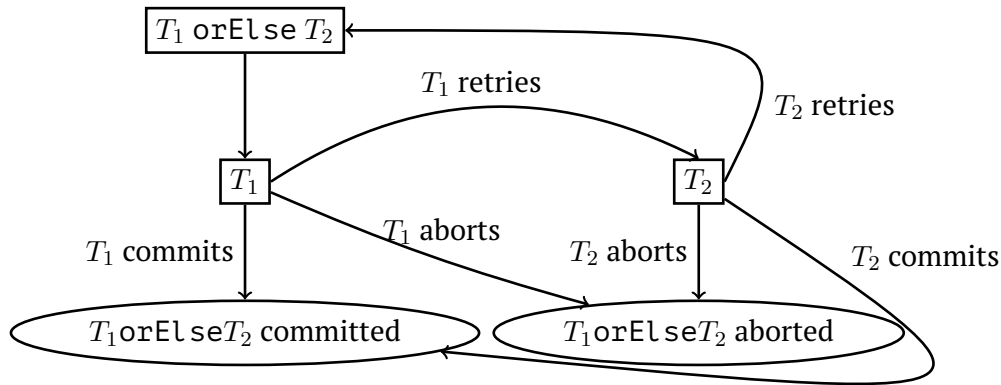 T₁ orElse T₂
T₁ retries
T₂ retries
T₁
T₂
T₁ aborts
T₁ commits
T₂ aborts
T₂ commits
T₁orElseT₂ committed
T₁orElseT₂ aborted